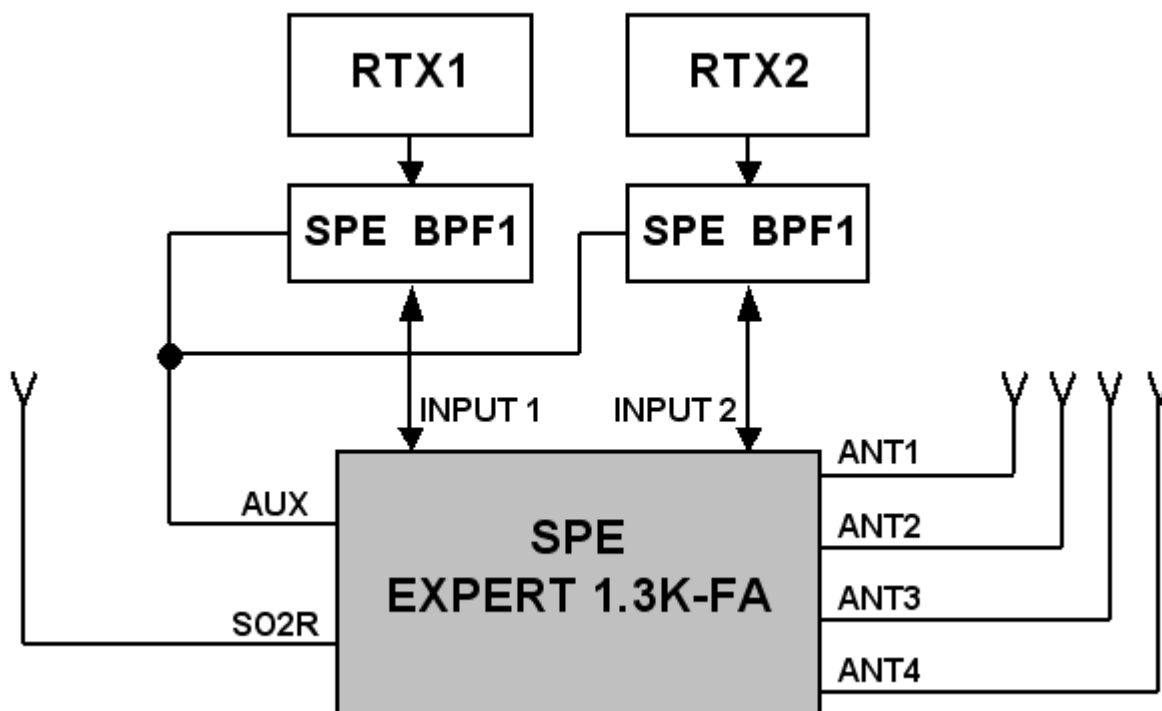 RTX1
RTX2
SPE BPF1
SPE BPF1
INPUT 1
INPUT 2
ANT1
AUX
SPE
EXPERT 1.3K-FA
ANT2
ANT3
SO2R
ANT4